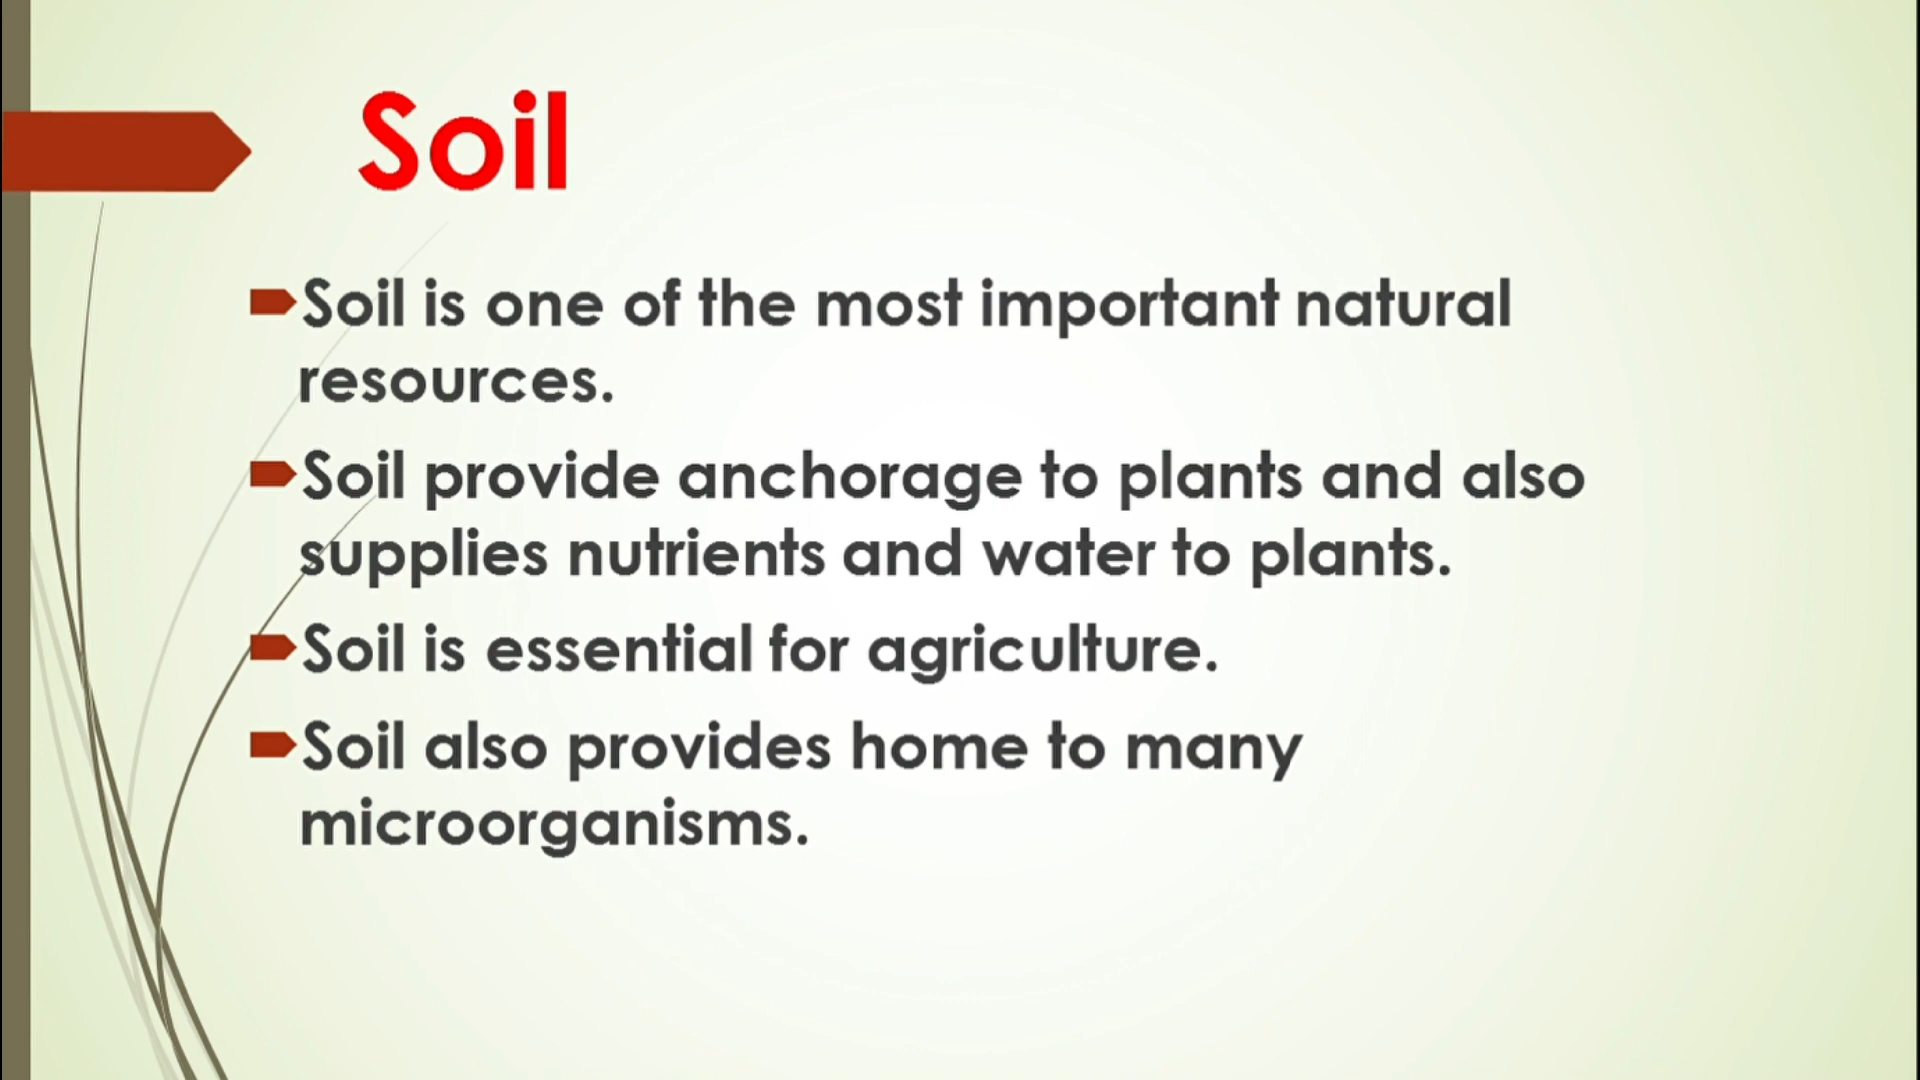 Soil
Soil is one of the most important natural
resources.
Soil provide anchorage to plants and also
supplies nutrients and water to plants.
Soil is essential for agriculture.
Soil also provides home to many
microorganisms.